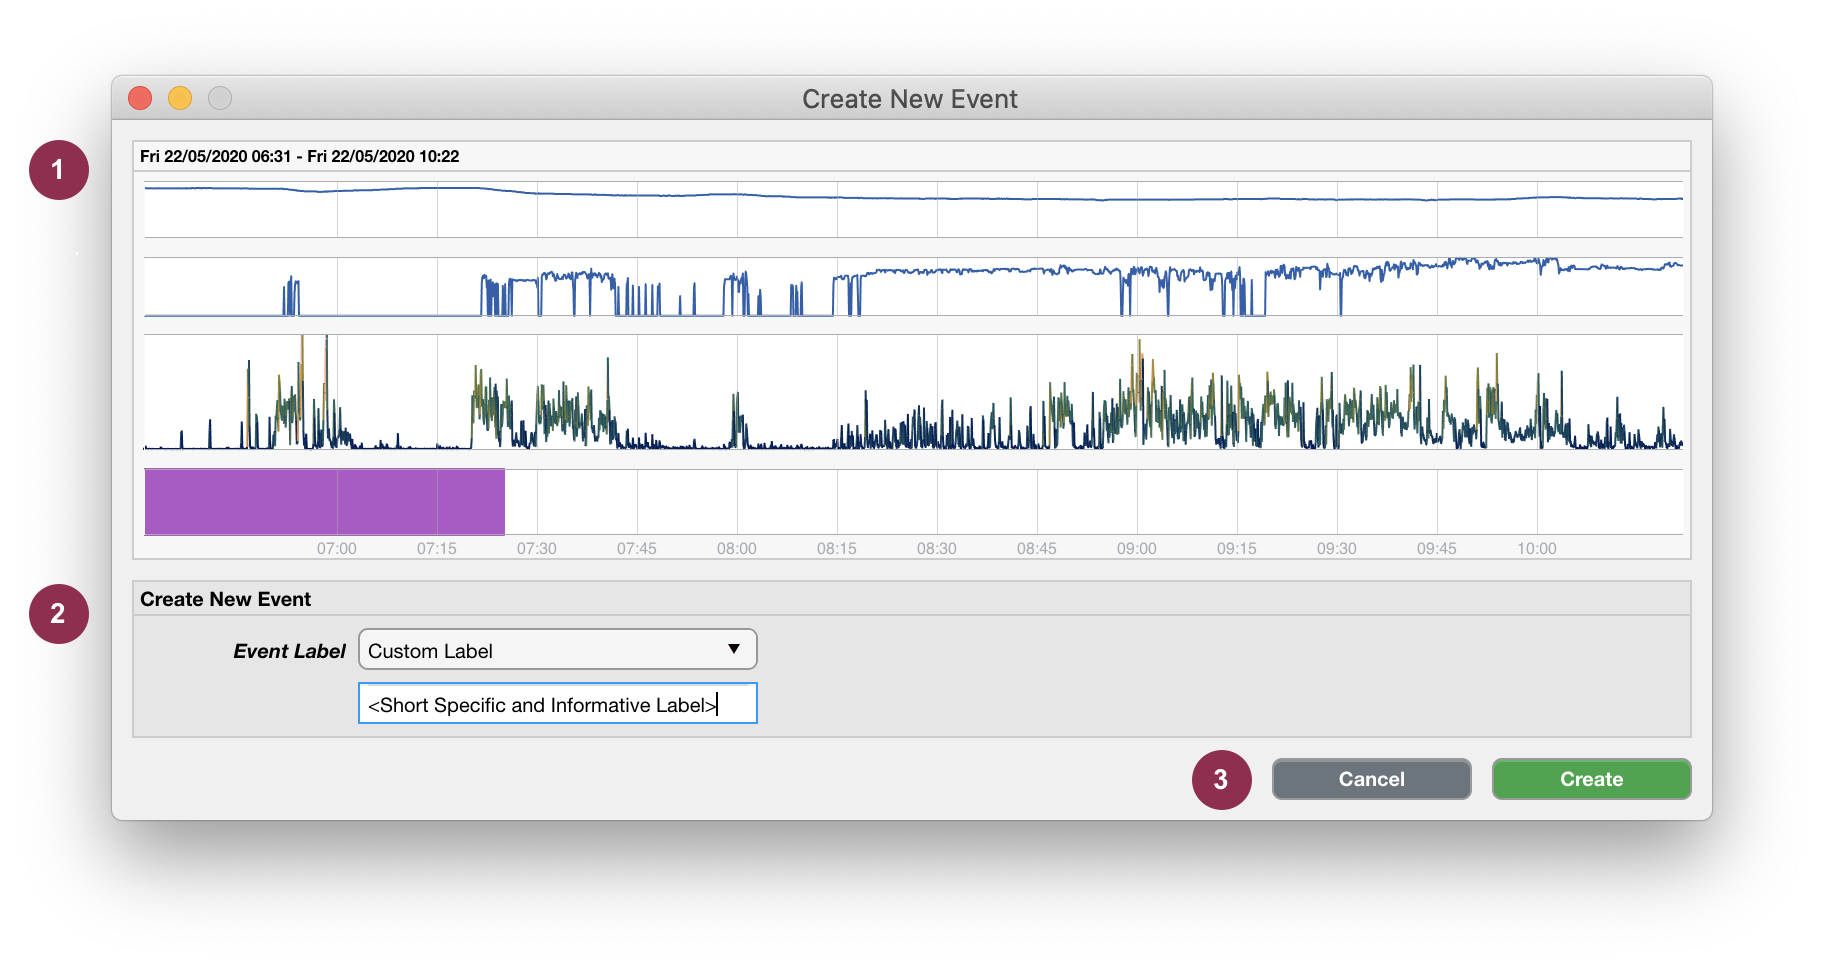 Create New Event
1
Fri 22/05/2020 06:31 - Fri 22/05/2020 10:22
07:00 07:15 07:30 07:45 08:00 08:15 08:30 08:45 09:00 09:15 09:30 09:45 10:00
2
Create New Event
Event Label Custom Label
<Short Specific and Informative Label>
3 Cancel Create